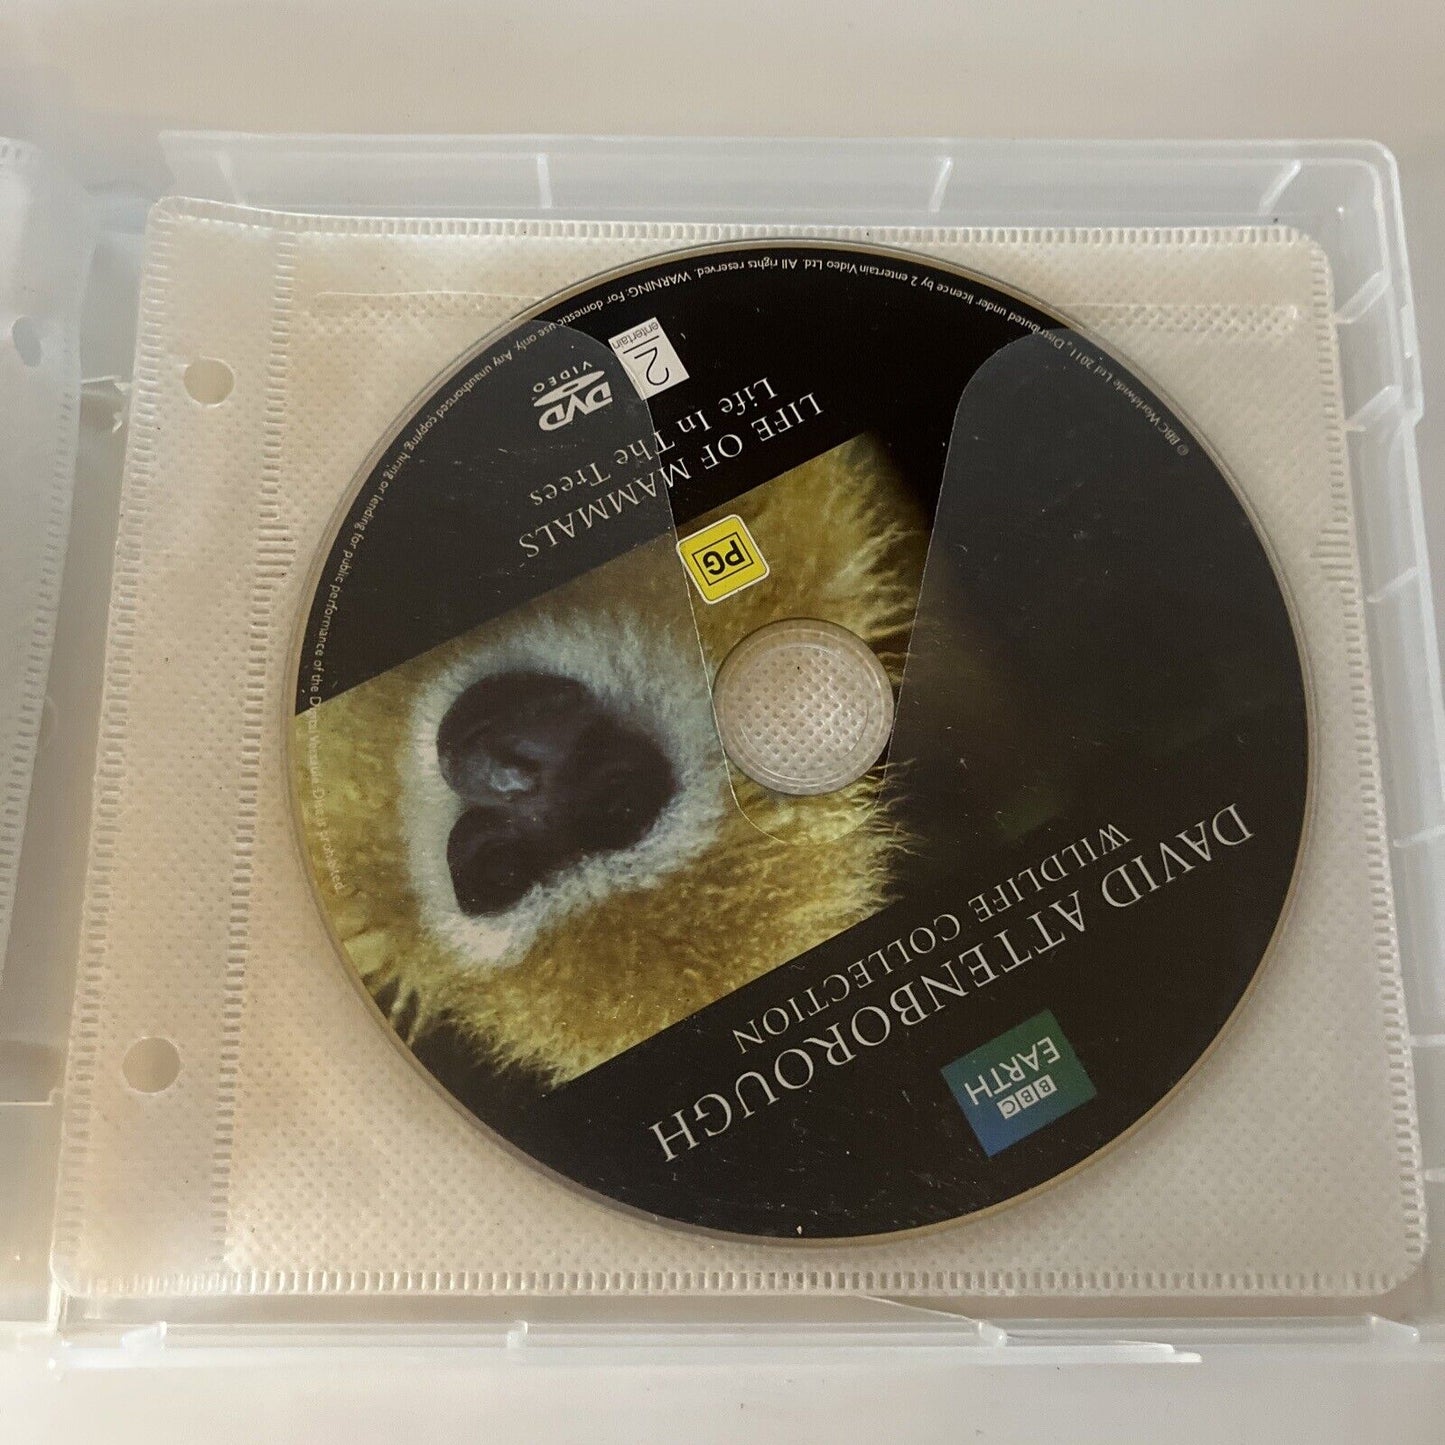 BBC
EARTH
DAVID ATTENBOROUGH
WILDLIFE COLLECTION
PG
LIFE OF MAMMALS
Life In The Trees
DVD
VIDEO
2
entertain
© BBC Worldwide Ltd 2011, Distributed under licence by 2 entertain Video Ltd. All rights reserved. WARNING: For domestic use only. Any unauthorised copying hiring or lending for public performance of the